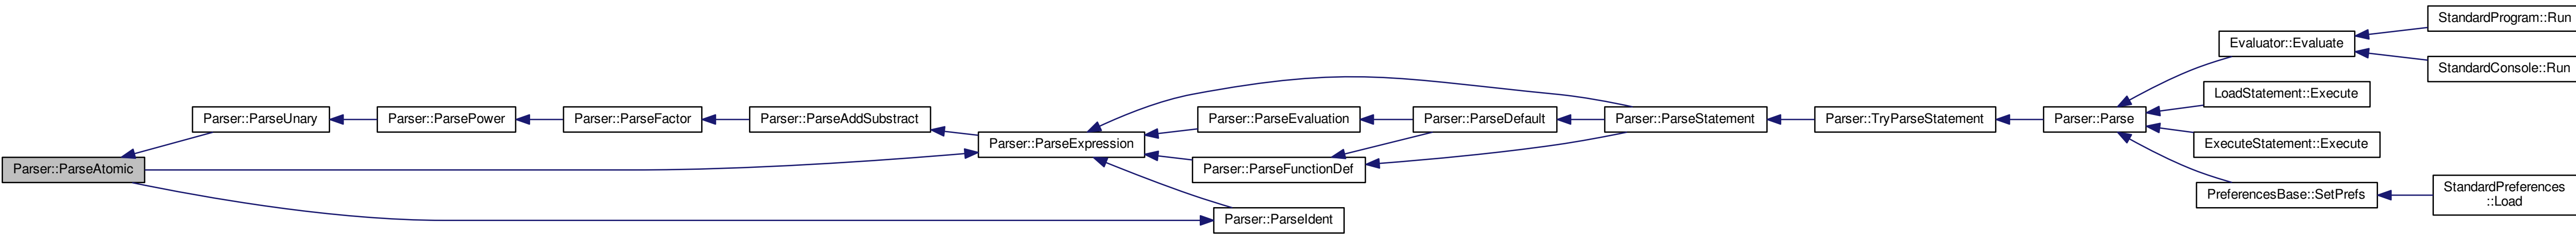 Parser::ParseAtomic
Parser::ParseUnary
Parser::ParsePower
Parser::ParseFactor
Parser::ParseAddSubstract
Parser::ParseExpression
Parser::ParseEvaluation
Parser::ParseFunctionDef
Parser::ParseIdent
Parser::ParseDefault
Parser::ParseStatement
Parser::TryParseStatement
Parser::Parse
Evaluator::Evaluate
LoadStatement::Execute
ExecuteStatement::Execute
PreferencesBase::SetPrefs
StandardProgram::Run
StandardConsole::Run
StandardPreferences
::Load